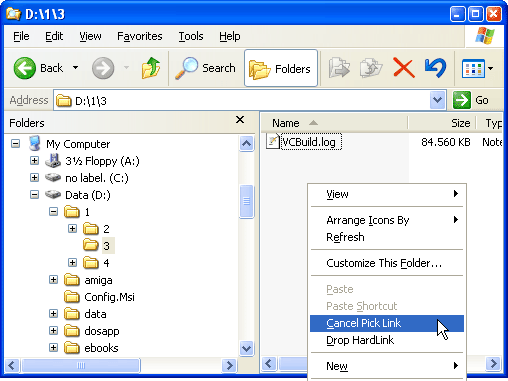 D:\1\3
File Edit View Favorites Tools Help
Back Search Folders
Address D:\1\3 Go
Folders
My Computer
3½ Floppy (A:)
no label. (C:)
Data (D:)
1
2
3
4
amiga
Config.Msi
data
dosapp
ebooks
Name Size Typ
VCBuild.log 84.560 KB Note
View
Arrange Icons By
Refresh
Customize This Folder...
Paste
Paste Shortcut
Cancel Pick Link
Drop HardLink
New